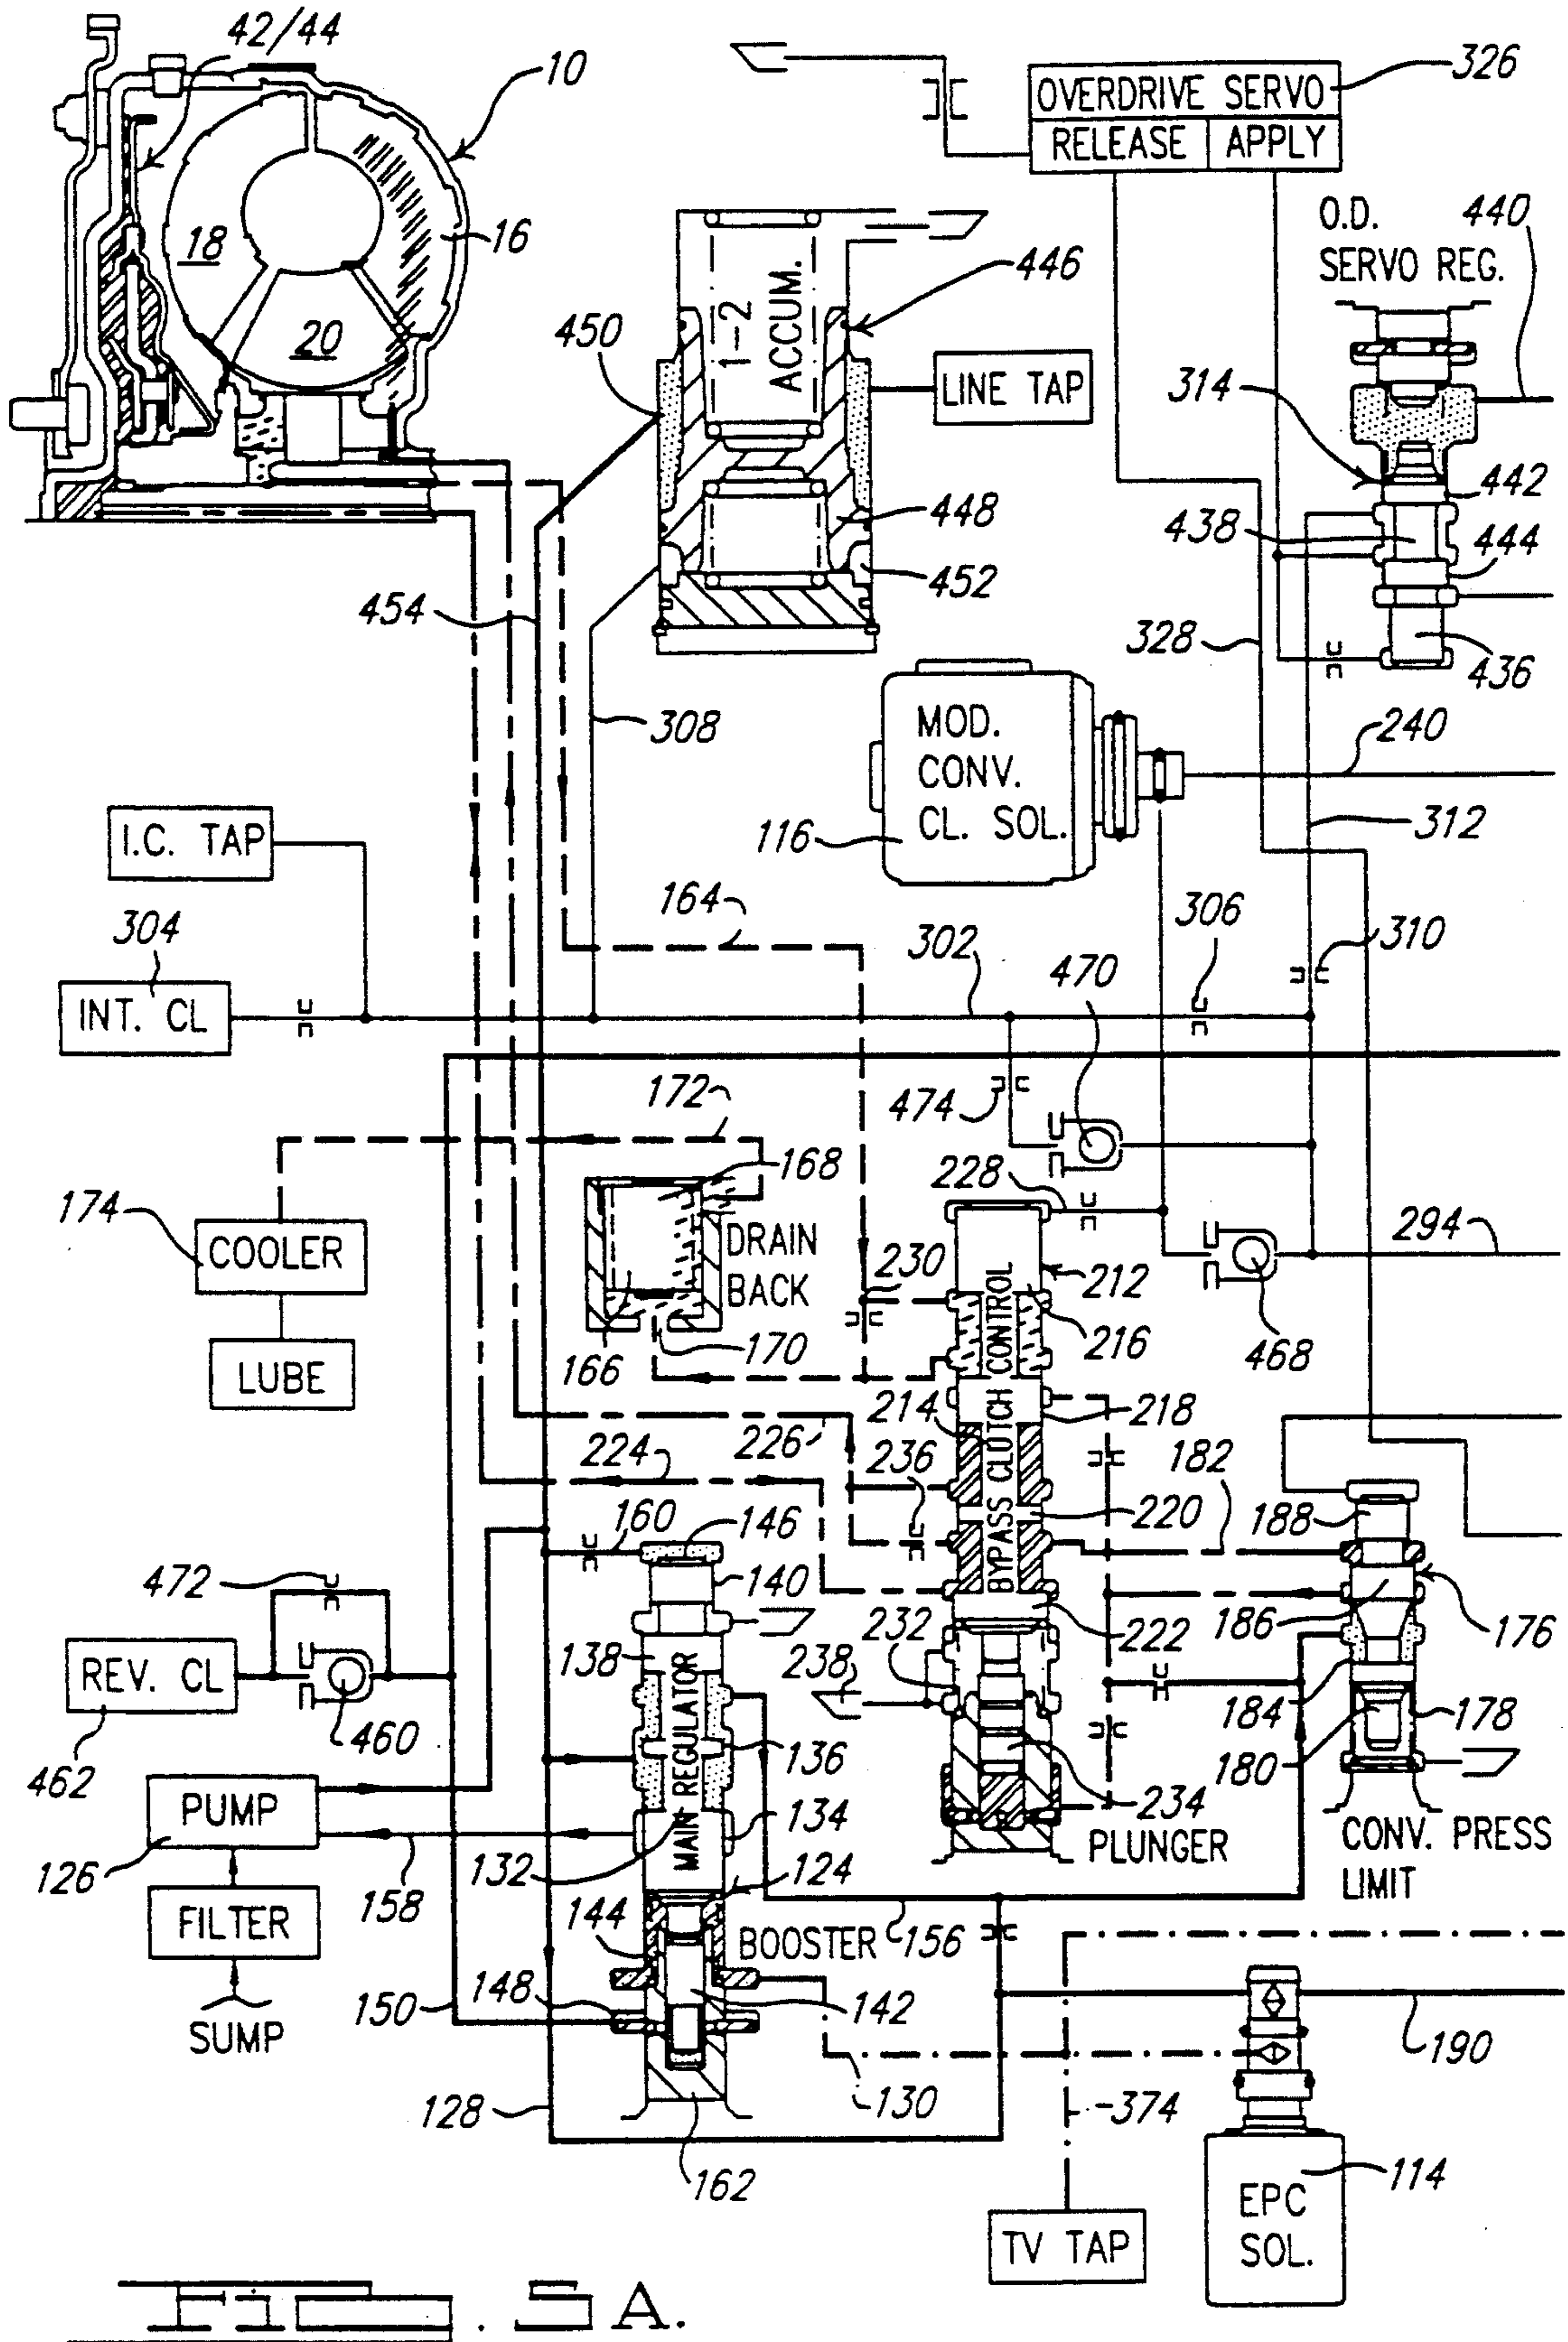 42/44
10
326
OVERDRIVE SERVO
RELEASE
APPLY
18
16
20
O.D.
SERVO REG.
440
446
1-2
ACCUM.
450
LINE TAP
314
442
448
438
444
452
454
328
436
308
MOD.
CONV.
CL. SOL.
240
116
312
I.C. TAP
164
306
304
302
470
310
INT. CL
474
172
168
228
174
COOLER
DRAIN
BACK
230
212
294
LUBE
166
170
216
468
BYPASS CLUTCH CONTROL
214
218
226
224
236
182
160
146
220
188
472
140
186
176
REV. CL
138
232
222
238
184
178
460
136
180
462
MAIN REGULATOR
PUMP
134
234
PLUNGER
CONV. PRESS
LIMIT
126
132
124
158
FILTER
144
BOOSTER
156
150
148
142
SUMP
190
130
128
374
162
114
EPC
SOL.
TV TAP
FIG. 5A.